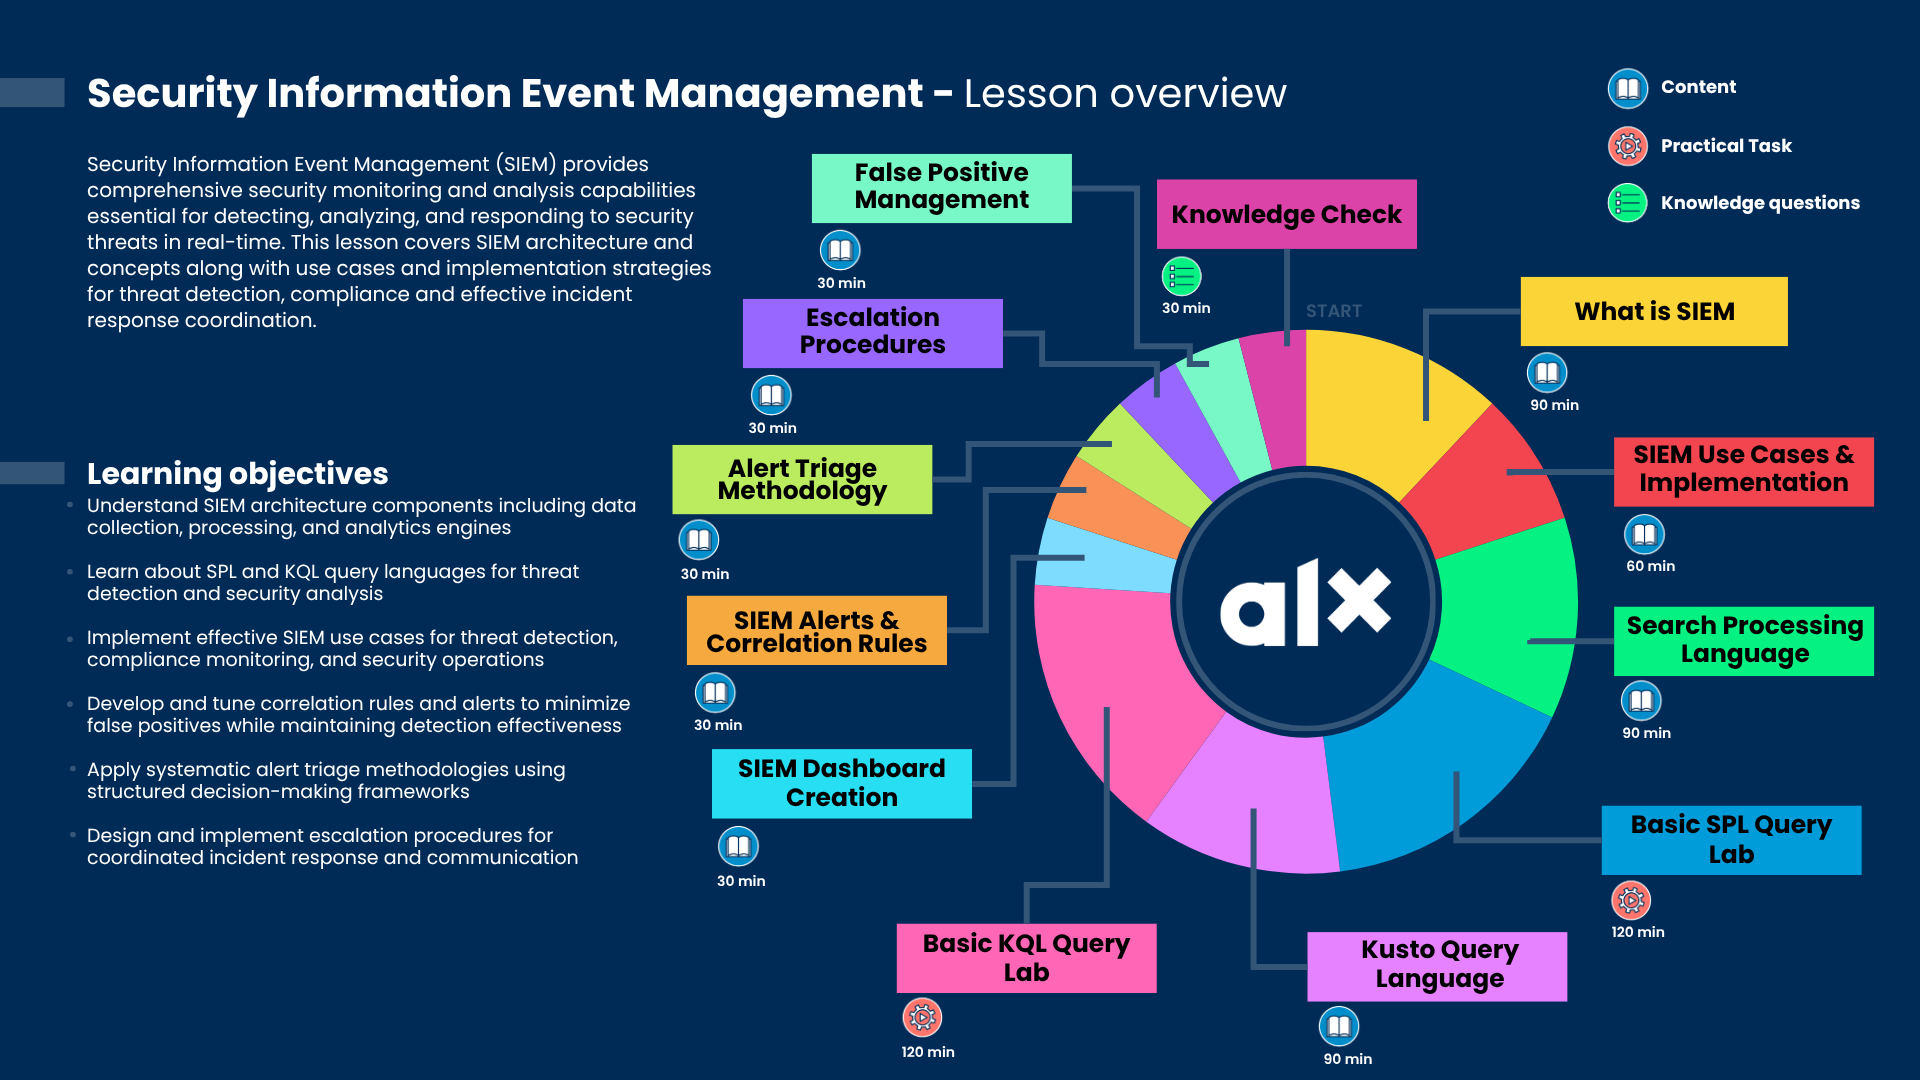 Security Information Event Management - Lesson overview
Security Information Event Management (SIEM) provides
comprehensive security monitoring and analysis capabilities
essential for detecting, analyzing, and responding to security
threats in real-time. This lesson covers SIEM architecture and
concepts along with use cases and implementation strategies
for threat detection, compliance and effective incident
response coordination.
Learning objectives
• Understand SIEM architecture components including data
collection, processing, and analytics engines
• Learn about SPL and KQL query languages for threat
detection and security analysis
• Implement effective SIEM use cases for threat detection,
compliance monitoring, and security operations
• Develop and tune correlation rules and alerts to minimize
false positives while maintaining detection effectiveness
• Apply systematic alert triage methodologies using
structured decision-making frameworks
• Design and implement escalation procedures for
coordinated incident response and communication
Content
Practical Task
Knowledge questions
START
What is SIEM
90 min
SIEM Use Cases &
Implementation
60 min
Search Processing
Language
90 min
Basic SPL Query
Lab
120 min
Kusto Query
Language
90 min
Basic KQL Query
Lab
120 min
SIEM Dashboard
Creation
30 min
SIEM Alerts &
Correlation Rules
30 min
Alert Triage
Methodology
30 min
Escalation
Procedures
30 min
False Positive
Management
30 min
Knowledge Check
30 min
alx